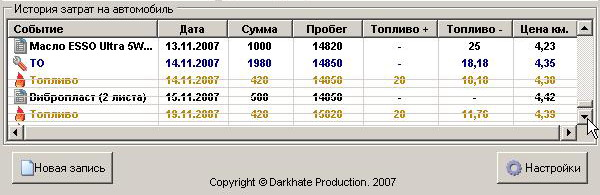 История затрат на автомобиль
Событие Дата Сумма Пробег Топливо + Топливо - Цена км.
Масло ESSO Ultra 5W... 13.11.2007 1000 14820 - 25 4,23
ТО 14.11.2007 1980 14850 - 18,18 4,35
Топливо 14.11.2007 420 14850 20 18,18 4,38
Вибропласт (2 листа) 15.11.2007 500 14850 - - 4,42
Топливо 19.11.2007 420 15020 20 11,76 4,39
Новая запись
Настройки
Copyright © Darkhate Production. 2007